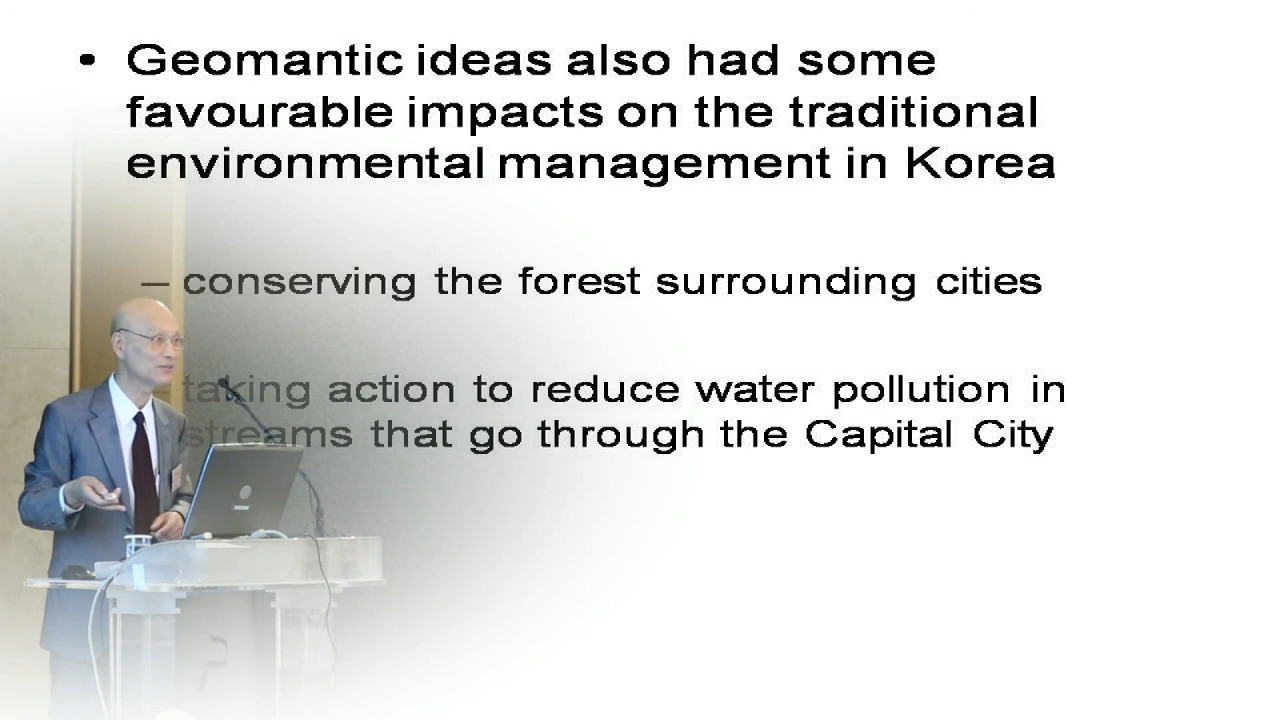 • Geomantic ideas also had some
favourable impacts on the traditional
environmental management in Korea
– conserving the forest surrounding cities
– taking action to reduce water pollution in
streams that go through the Capital City